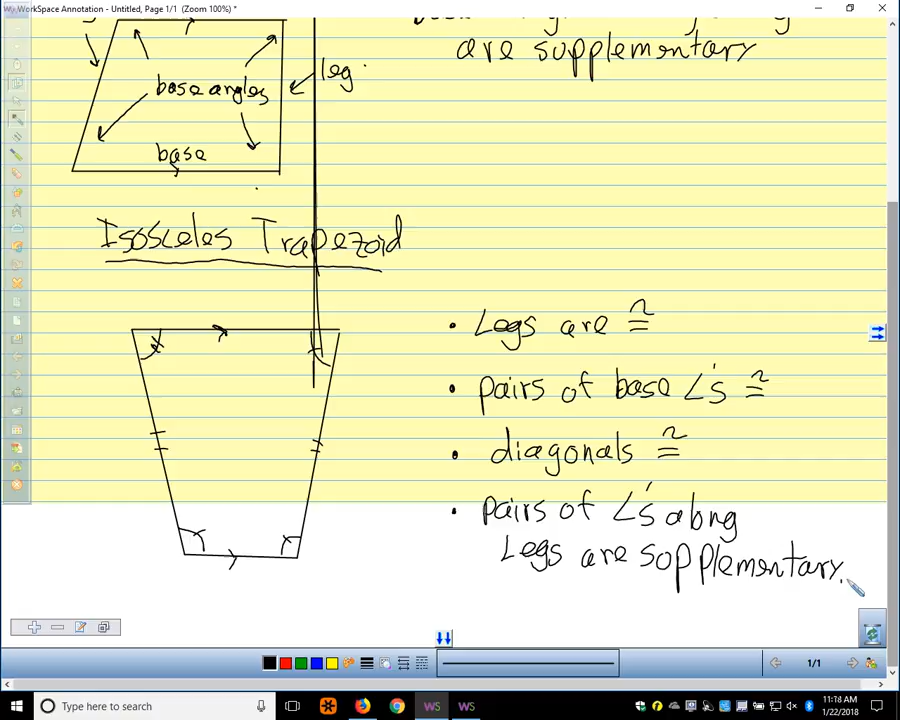 WorkSpace Annotation - Untitled, Page 1/1 (Zoom 100%) *
are supplementary
leg
base angles
base
Isosceles Trapezoid
• Legs are ≅
• pairs of base ∠'s ≅
• diagonals ≅
• pairs of ∠'s along
Legs are supplementary.
1/1
Type here to search
WS
WS
11:18 AM
1/22/2018